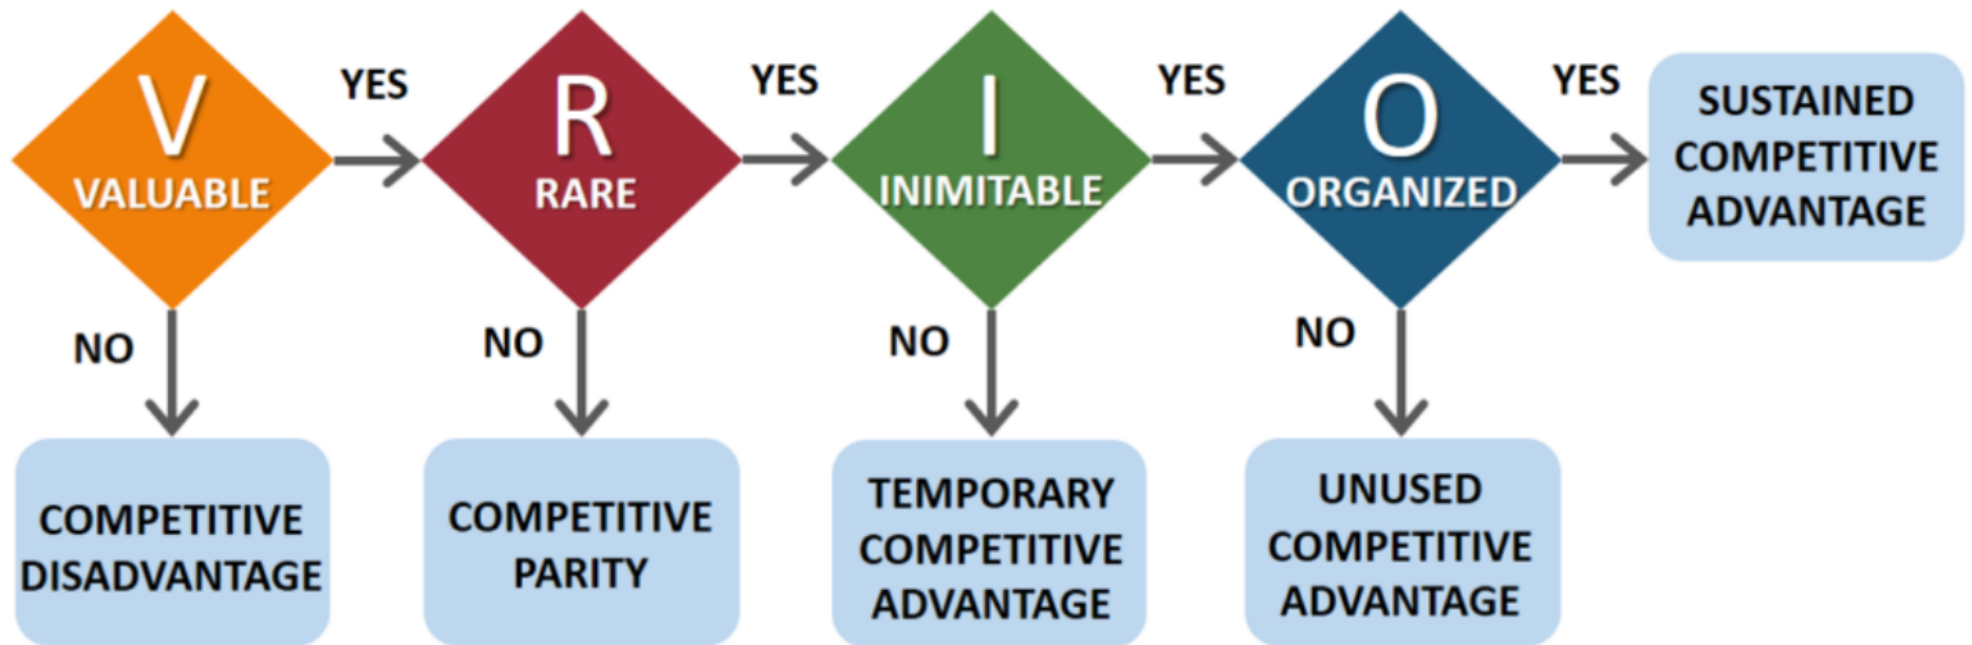 V
VALUABLE
YES
R
RARE
YES
I
INIMITABLE
YES
O
ORGANIZED
YES
SUSTAINED
COMPETITIVE
ADVANTAGE
NO
COMPETITIVE
DISADVANTAGE
NO
COMPETITIVE
PARITY
NO
TEMPORARY
COMPETITIVE
ADVANTAGE
NO
UNUSED
COMPETITIVE
ADVANTAGE